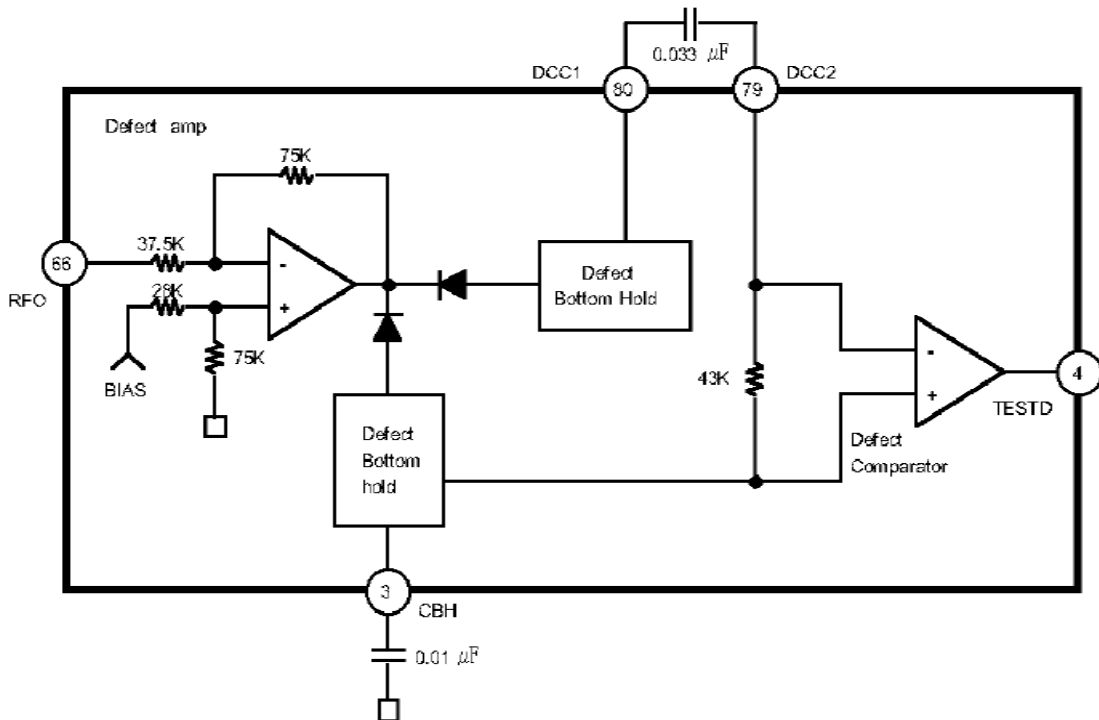 0.033 μF
DCC1
80
79
DCC2
Defect amp
75K
66
RFO
37.5K
-
28K
+
75K
BIAS
Defect
Bottom Hold
43K
-
+
4
TESTD
Defect
Comparator
Defect
Bottom
hold
3
CBH
0.01 μF